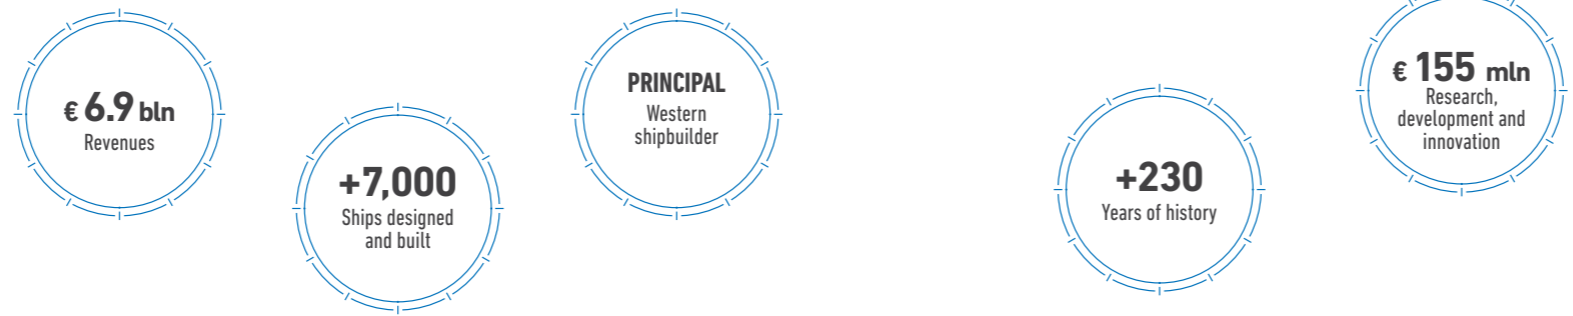 € 6.9 bln
Revenues
+7,000
Ships designed
and built
PRINCIPAL
Western
shipbuilder
+230
Years of history
€ 155 mln
Research,
development and
innovation